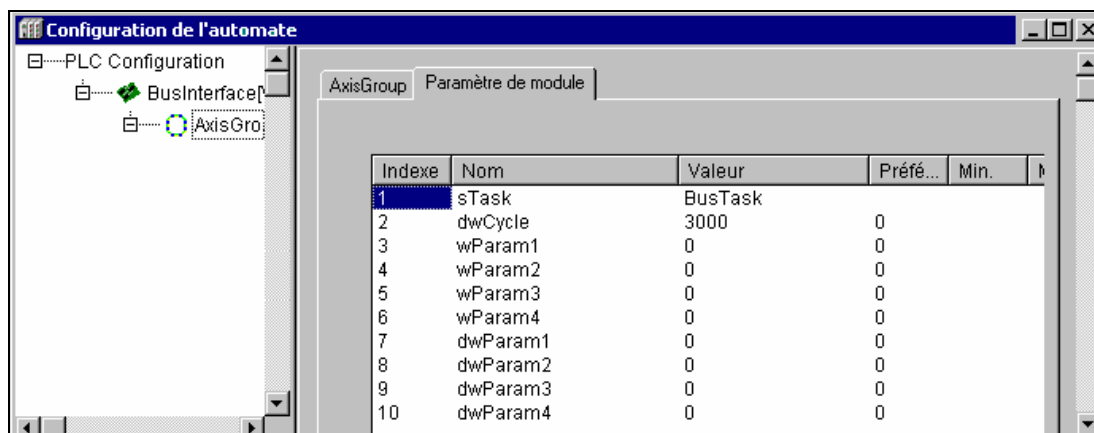 Configuration de l'automate
PLC Configuration
BusInterface[
AxisGro
AxisGroup Paramètre de module
Indexe Nom Valeur Préfé... Min.
1 sTask BusTask
2 dwCycle 3000 0
3 wParam1 0 0
4 wParam2 0 0
5 wParam3 0 0
6 wParam4 0 0
7 dwParam1 0 0
8 dwParam2 0 0
9 dwParam3 0 0
10 dwParam4 0 0